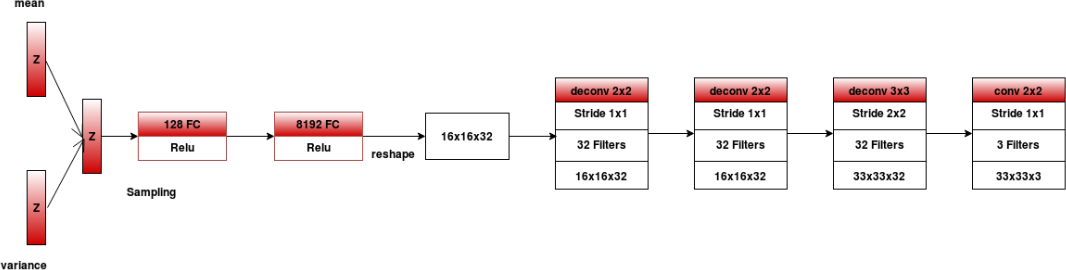 mean
Z
Z
Z
variance
Sampling
128 FC
Relu
8192 FC
Relu
reshape
16x16x32
deconv 2x2
Stride 1x1
32 Filters
16x16x32
deconv 2x2
Stride 1x1
32 Filters
16x16x32
deconv 3x3
Stride 2x2
32 Filters
33x33x32
conv 2x2
Stride 1x1
3 Filters
33x33x3